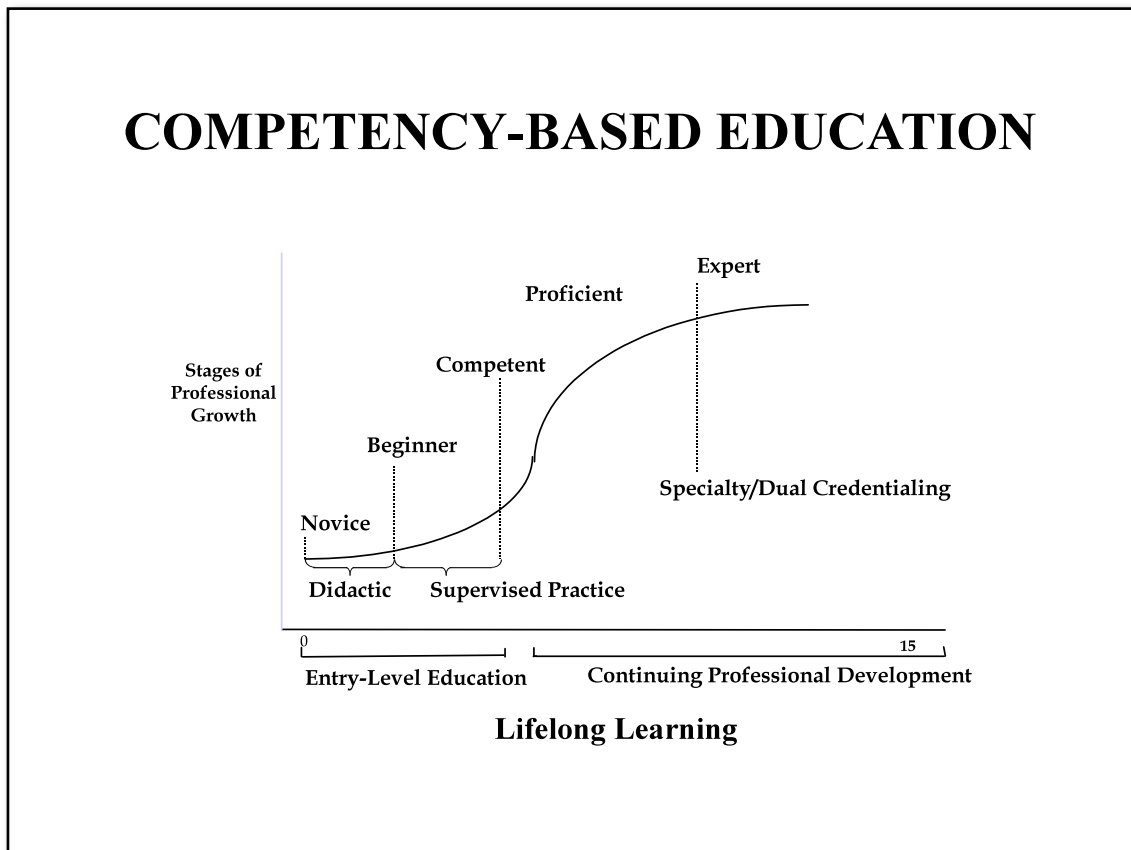 COMPETENCY-BASED EDUCATION
Expert
Proficient
Competent
Stages of
Professional
Growth
Beginner
Specialty/Dual Credentialing
Novice
Didactic
Supervised Practice
0
15
Entry-Level Education
Continuing Professional Development
Lifelong Learning